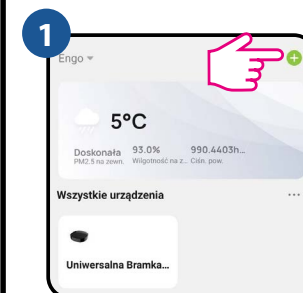 1
Engo
5°C
Doskonała 93.0% 990.4403h...
PM2.5 na zewn. Wilgotność na z... Ciśn. pow.
Wszystkie urządzenia ...
Uniwersalna Bramka...